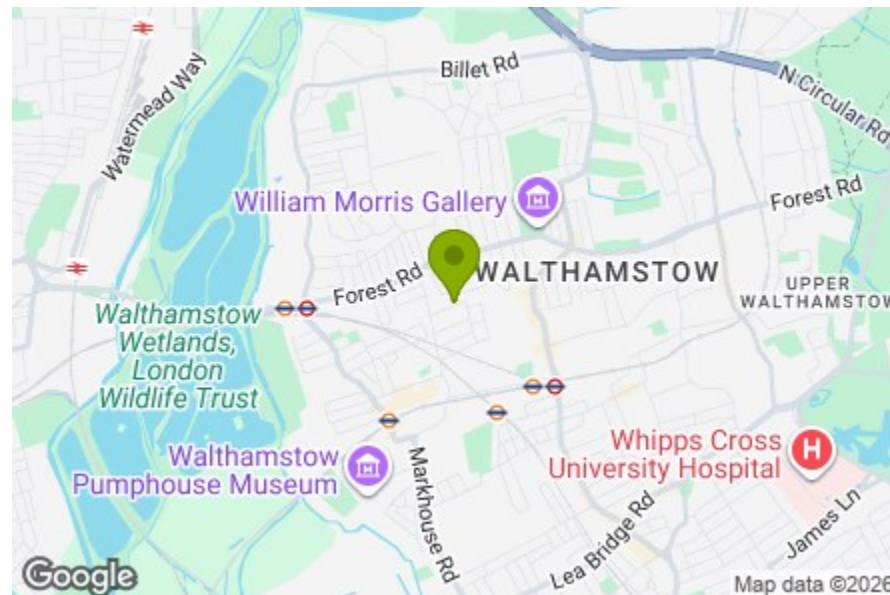 Watermead Way
Billet Rd
N Circular Rd
William Morris Gallery
Forest Rd
Forest Rd
WALTHAMSTOW
UPPER
WALTHAMSTOW
Walthamstow
Wetlands,
London
Wildlife Trust
Walthamstow
Pumphouse Museum
Markhouse Rd
Whipps Cross
University Hospital
H
Lea Bridge Rd
James Ln
Google
Map data ©2026